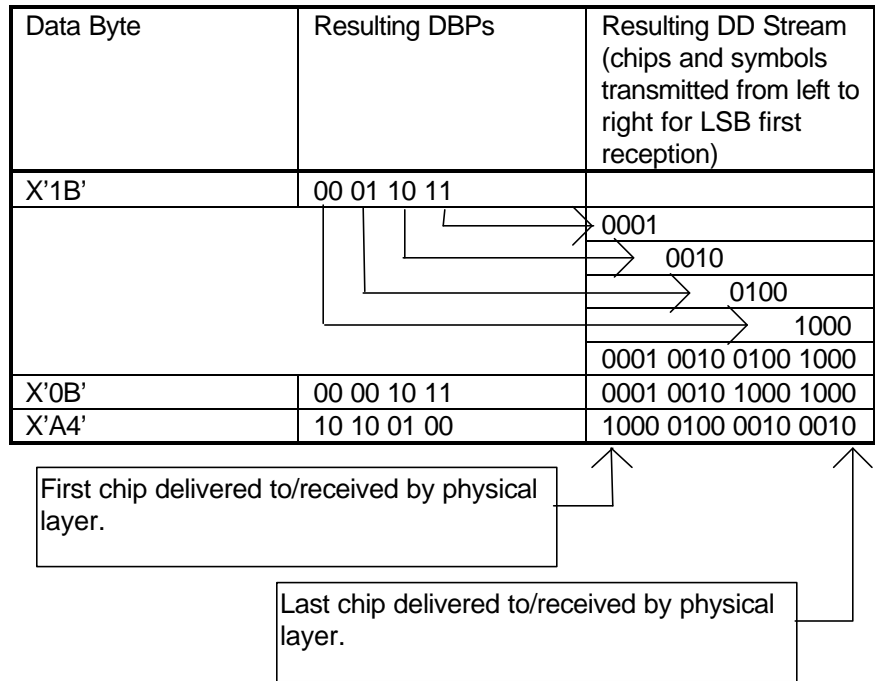 Data Byte
Resulting DBPs
Resulting DD Stream
(chips and symbols
transmitted from left to
right for LSB first
reception)
X'1B'
00 01 10 11
0001
0010
0100
1000
0001 0010 0100 1000
X'0B'
00 00 10 11
0001 0010 1000 1000
X'A4'
10 10 01 00
1000 0100 0010 0010
First chip delivered to/received by physical
layer.
Last chip delivered to/received by physical
layer.